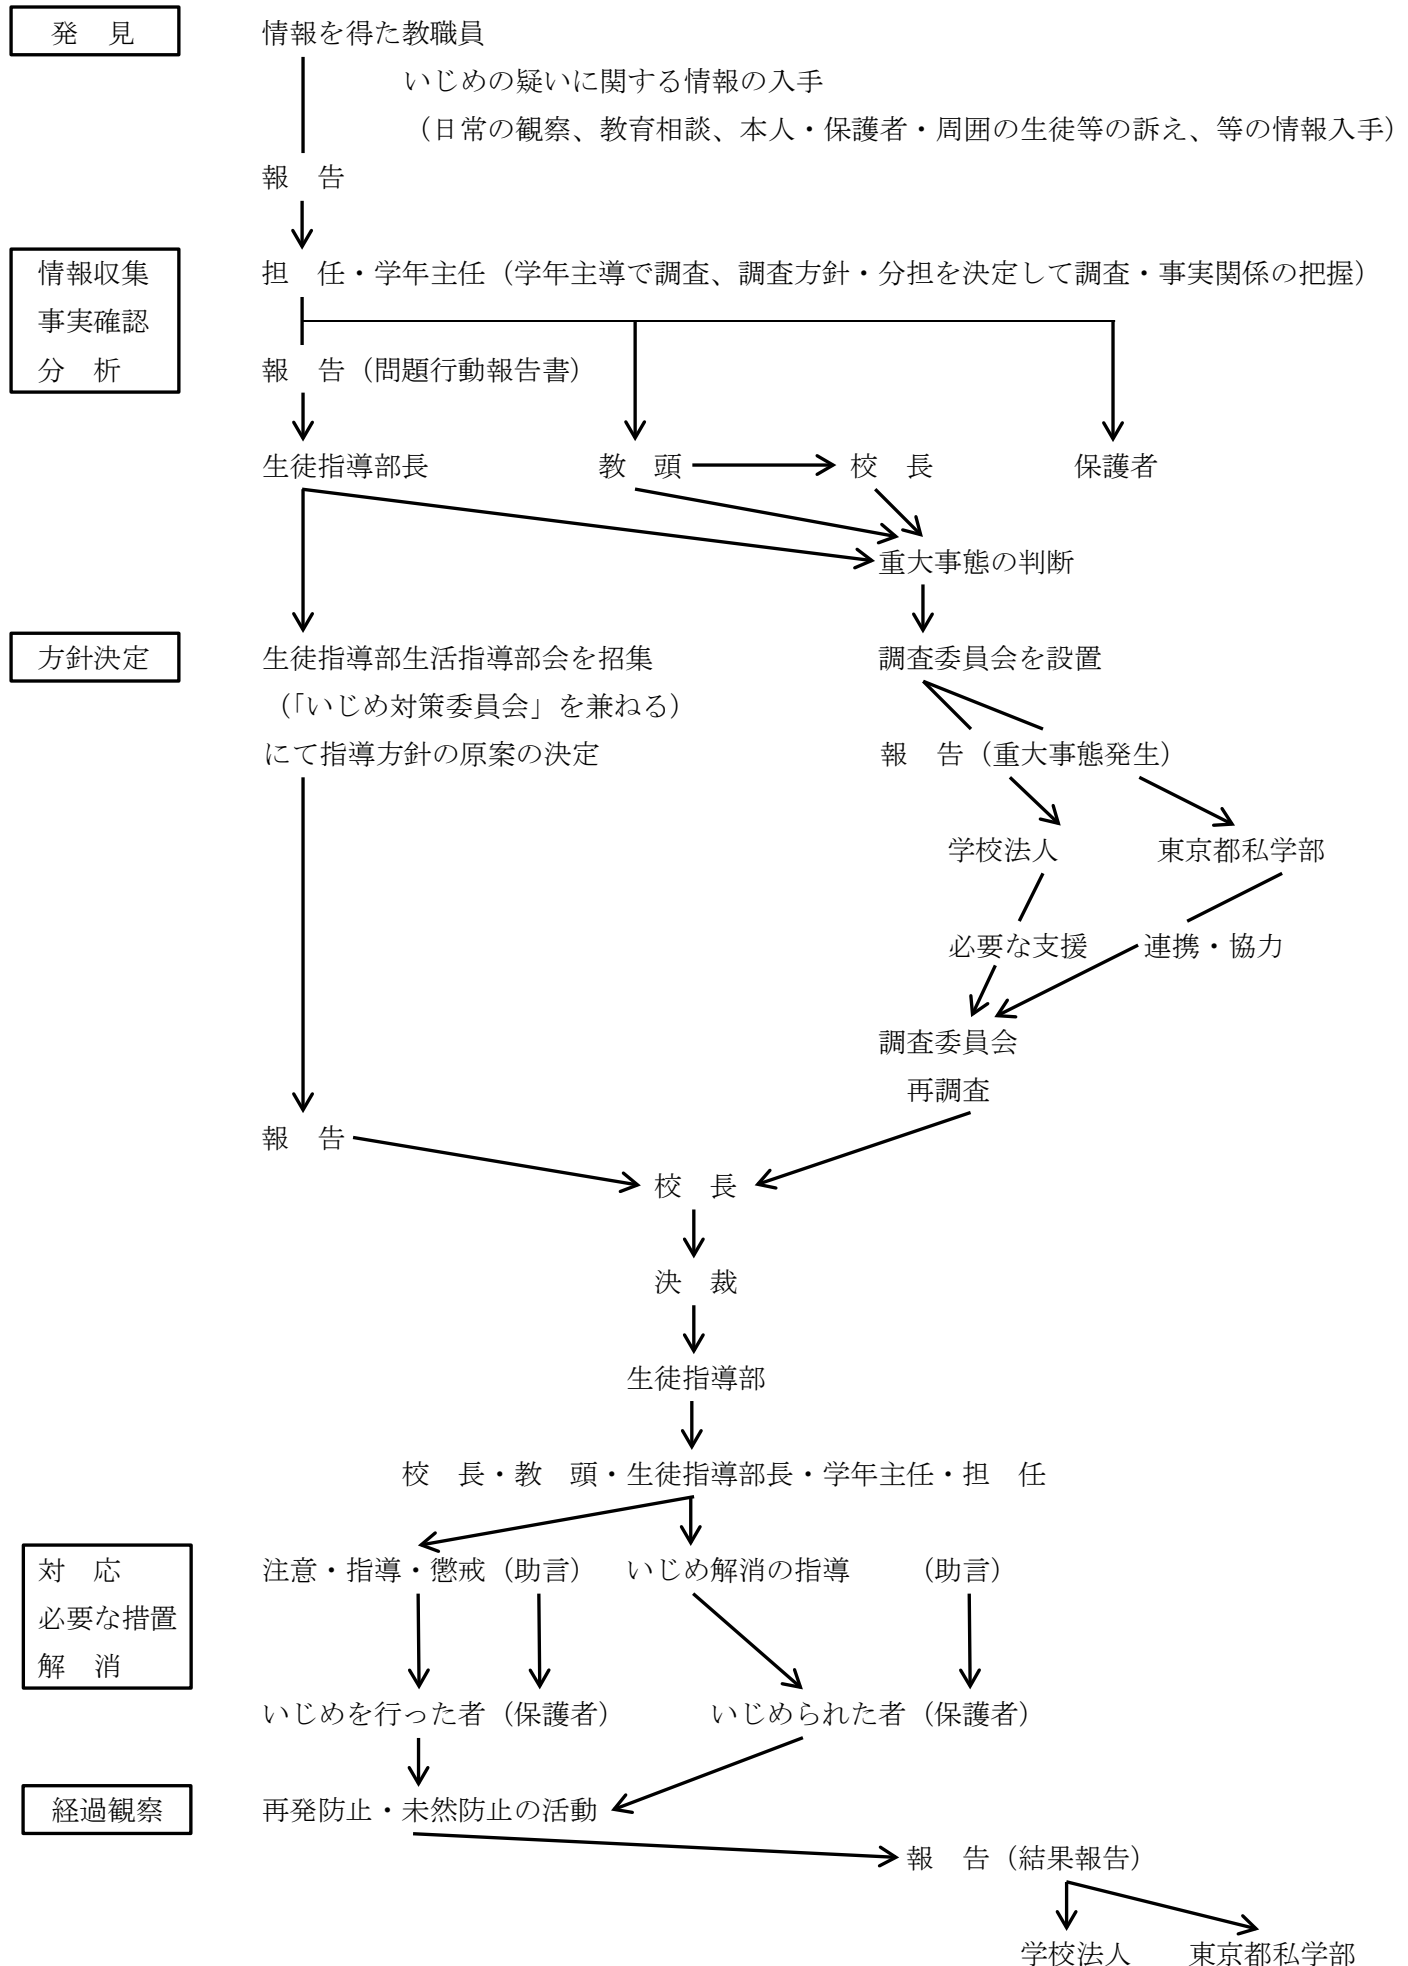 発　見　情報を得た教職員
いじめの疑いに関する情報の入手
（日常の観察、教育相談、本人・保護者・周囲の生徒等の訴え、等の情報入手）
報　告
情報収集　担　任・学年主任（学年主導で調査、調査方針・分担を決定して調査・事実関係の把握）
事実確認
分　析　報　告（問題行動報告書）
生徒指導部長　教　頭　校　長　保護者
重大事態の判断
方針決定　生徒指導部生活指導部会を招集　調査委員会を設置
（「いじめ対策委員会」を兼ねる）
にて指導方針の原案の決定　報　告（重大事態発生）
学校法人　東京都私学部
必要な支援　連携・協力
調査委員会
再調査
報　告
校　長
決　裁
生徒指導部
校　長・教　頭・生徒指導部長・学年主任・担　任
対　応　注意・指導・懲戒（助言）　いじめ解消の指導　（助言）
必要な措置
解　消
いじめを行った者（保護者）　いじめられた者（保護者）
経過観察　再発防止・未然防止の活動
報　告（結果報告）
学校法人　東京都私学部